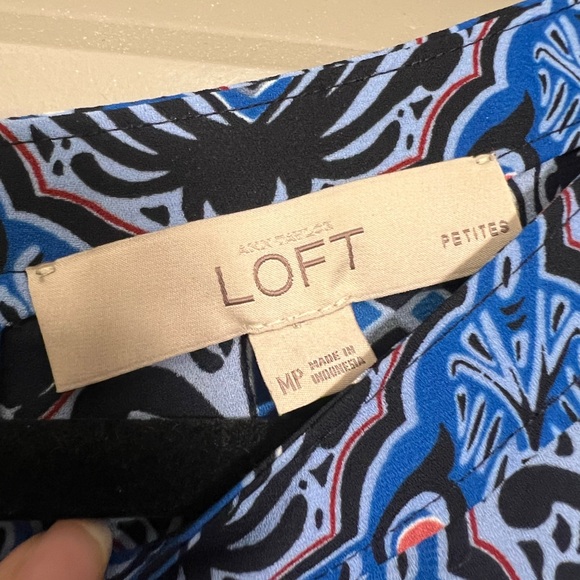 ANN TAYLOR
LOFT
PETITES
MP
MADE IN
INDONESIA